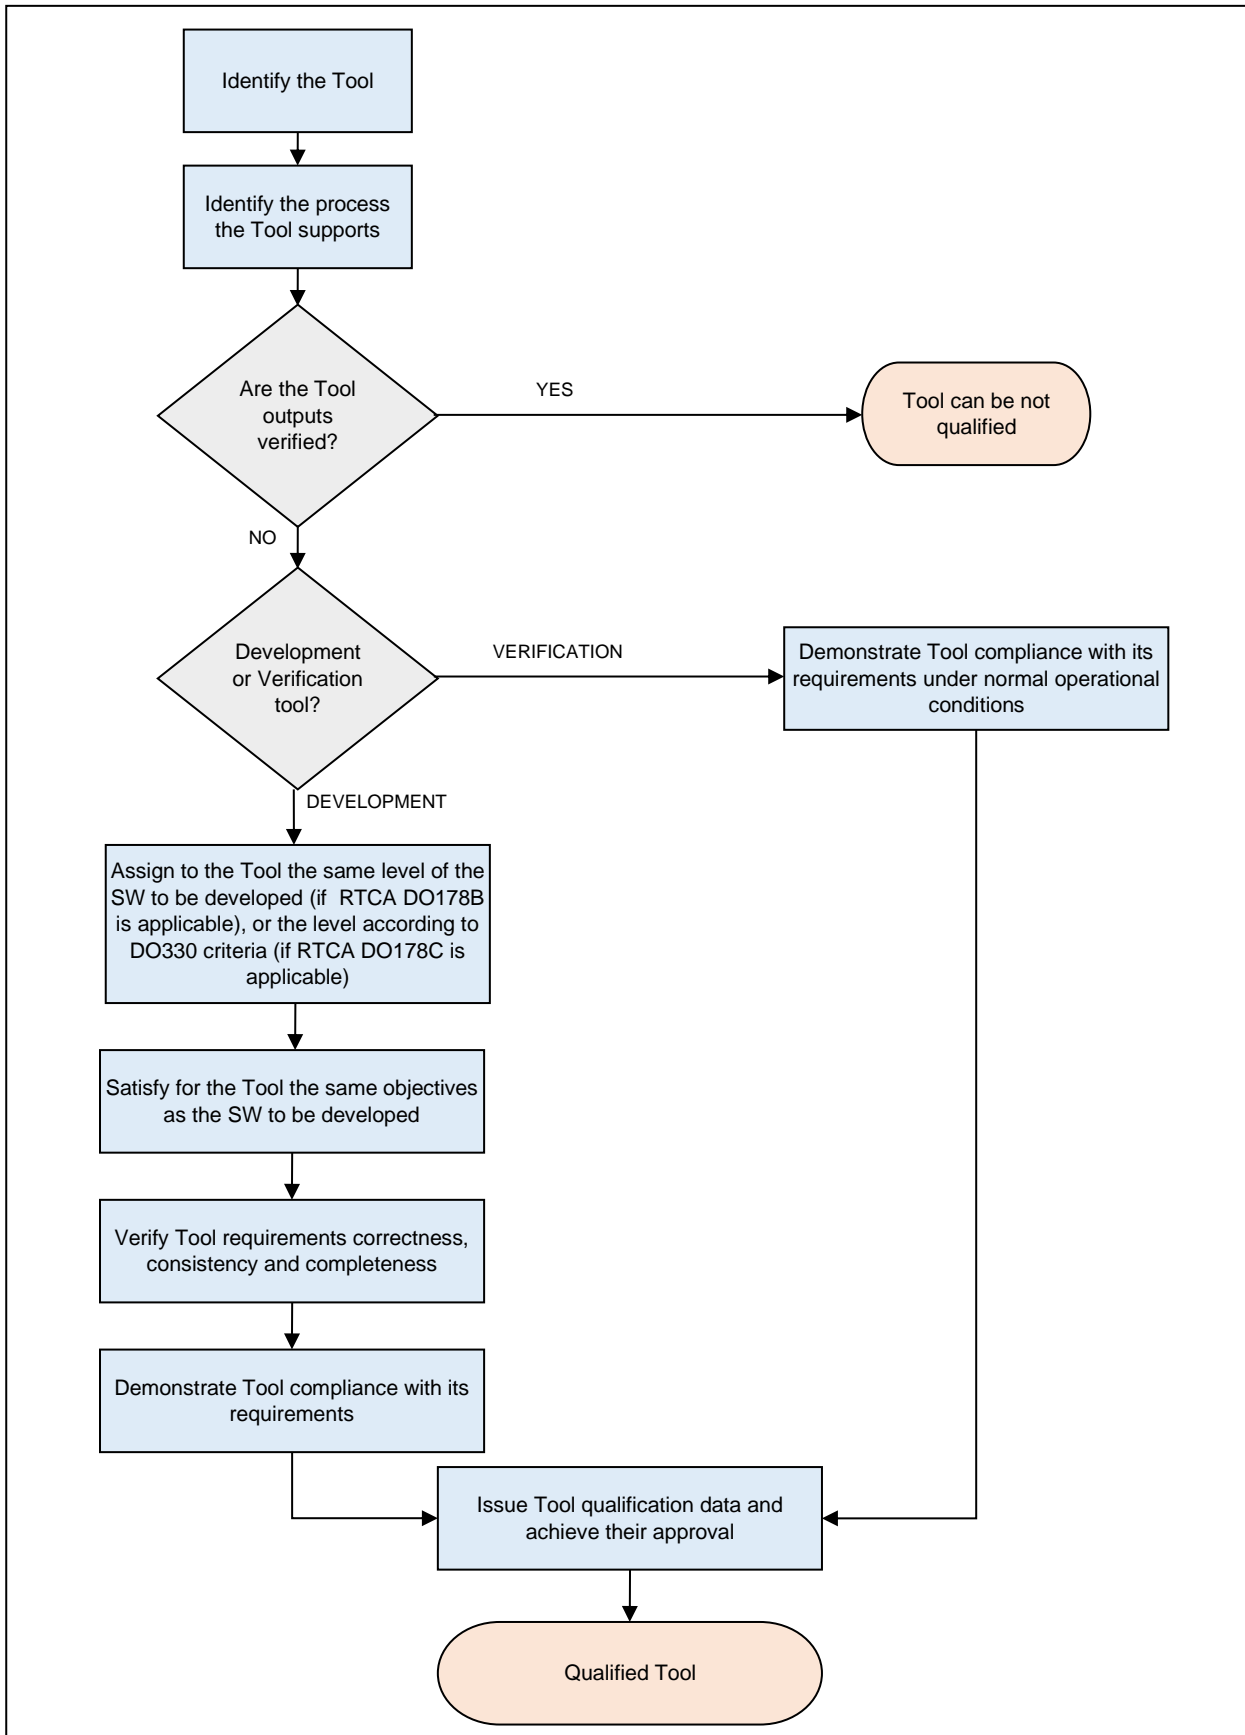 Identify the Tool
Identify the process
the Tool supports
Are the Tool
outputs
verified?
YES
Tool can be not
qualified
NO
Development
or Verification
tool?
VERIFICATION
Demonstrate Tool compliance with its
requirements under normal operational
conditions
DEVELOPMENT
Assign to the Tool the same level of the
SW to be developed (if RTCA DO178B
is applicable), or the level according to
DO330 criteria (if RTCA DO178C is
applicable)
Satisfy for the Tool the same objectives
as the SW to be developed
Verify Tool requirements correctness,
consistency and completeness
Demonstrate Tool compliance with its
requirements
Issue Tool qualification data and
achieve their approval
Qualified Tool